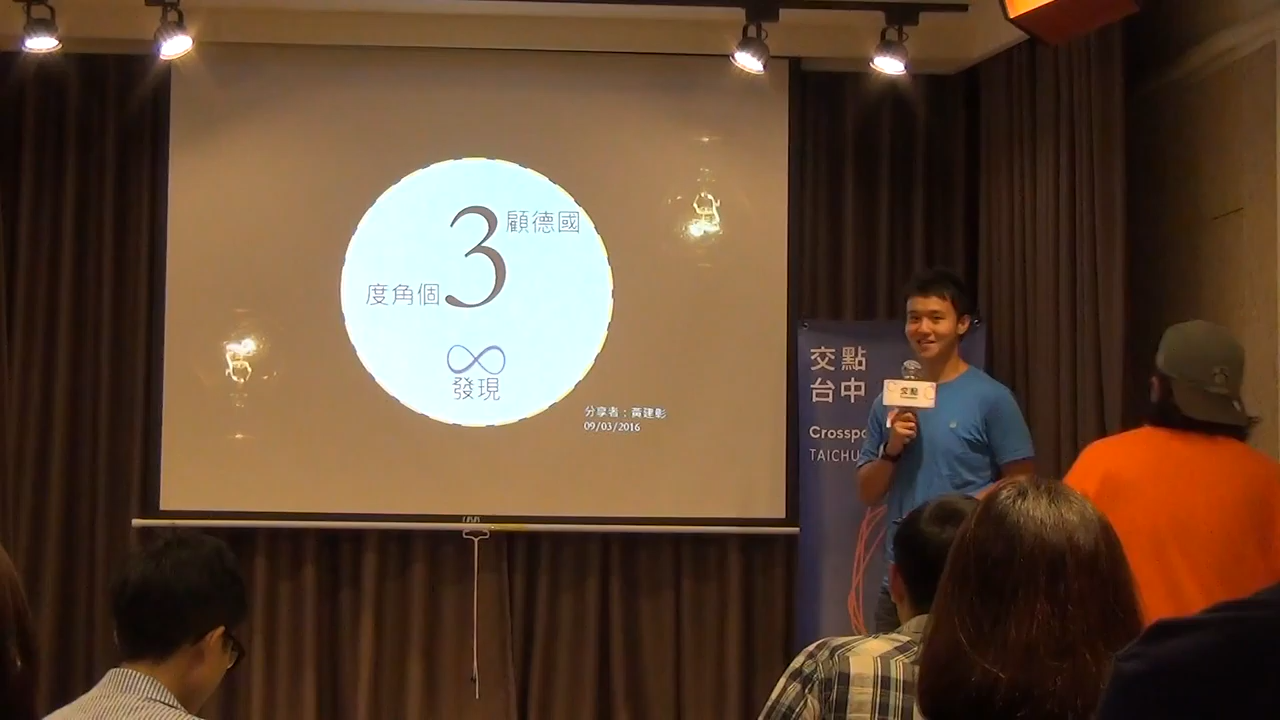 3
顧德國
度角個
∞
發現
分享者：黃建彰
09/03/2016
交點
台中
Crosspo
TAICHU
交點